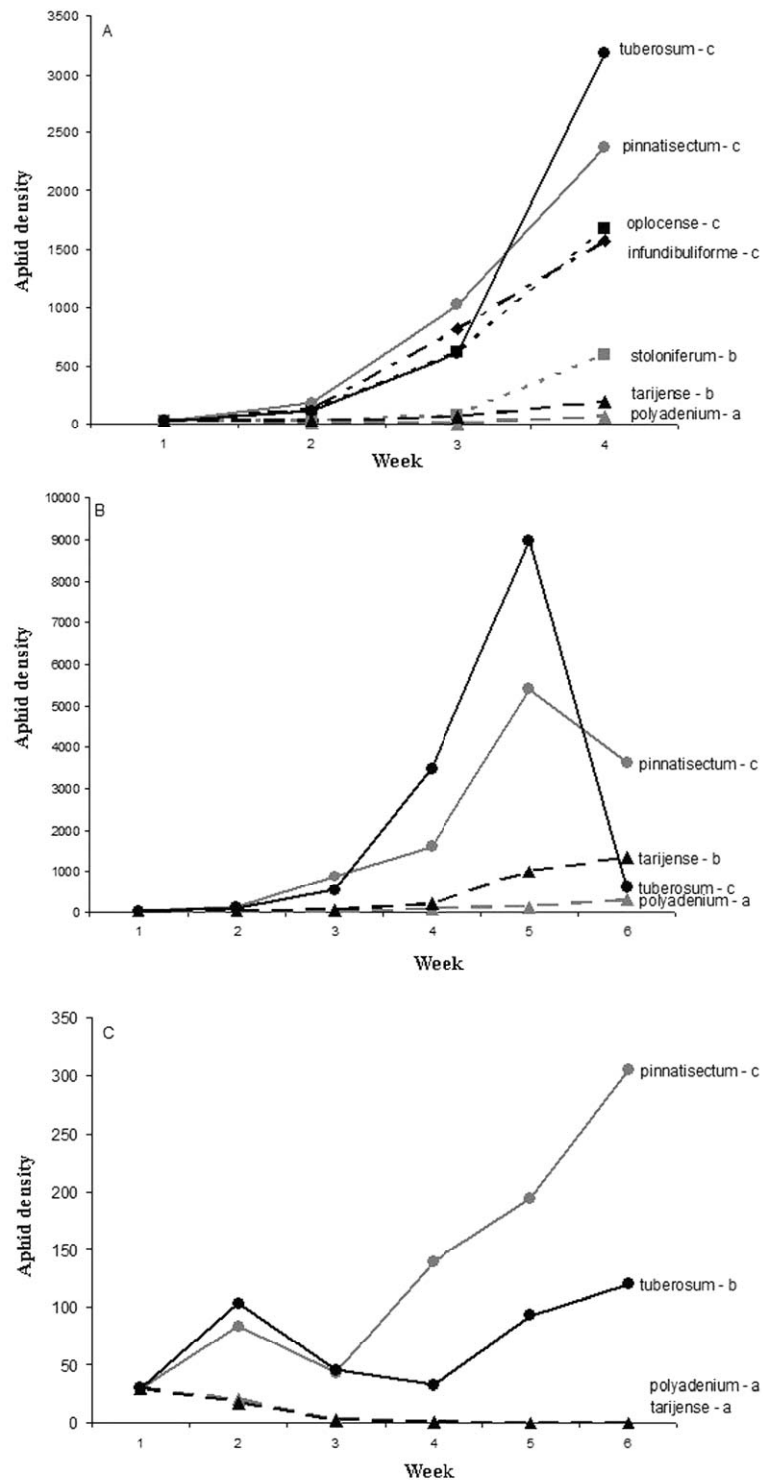 A
3500
3000
2500
2000
1500
1000
500
0
Aphid density
1 2 3 4
Week
tuberosum - c
pinnatisectum - c
oplocense - c
infundibuliforme - c
stoloniferum - b
tarijense - b
polyadenium - a
B
10000
9000
8000
7000
6000
5000
4000
3000
2000
1000
0
Aphid density
1 2 3 4 5 6
Week
pinnatisectum - c
tarijense - b
tuberosum - c
polyadenium - a
C
350
300
250
200
150
100
50
0
Aphid density
1 2 3 4 5 6
Week
pinnatisectum - c
tuberosum - b
polyadenium - a
tarijense - a